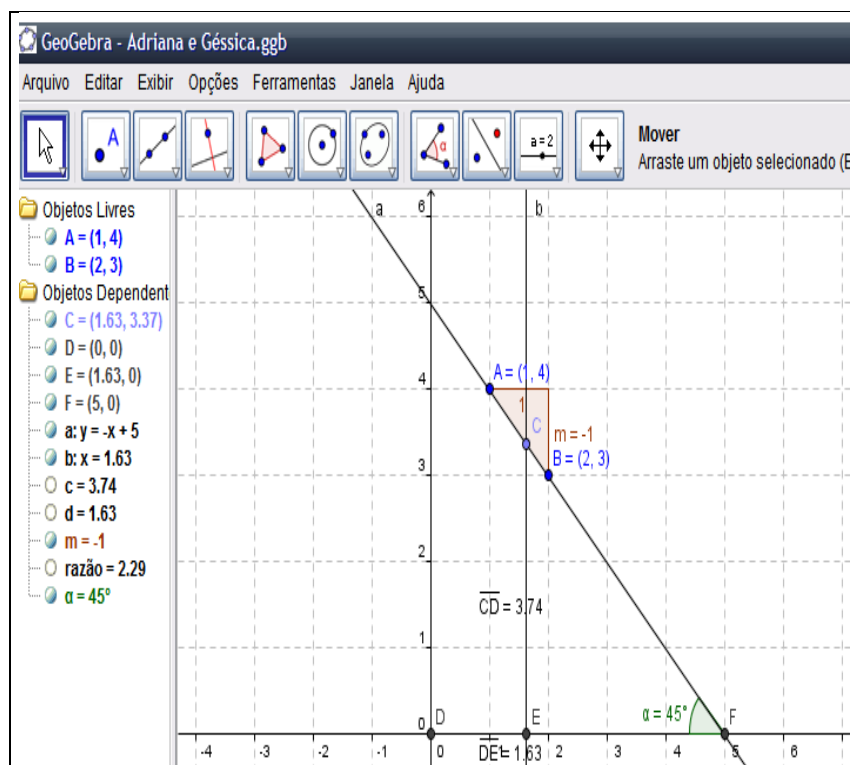 GeoGebra - Adriana e Géssica.ggb
Arquivo Editar Exibir Opções Ferramentas Janela Ajuda
A
α
a = 2
Mover
Arraste um objeto selecionado (E
Objetos Livres
A = (1, 4)
B = (2, 3)
Objetos Dependent
C = (1.63, 3.37)
D = (0, 0)
E = (1.63, 0)
F = (5, 0)
a: y = -x + 5
b: x = 1.63
c = 3.74
d = 1.63
m = -1
razão = 2.29
α = 45°
a 6 b
5
4 A = (1, 4)
1
C
m = -1
3 B = (2, 3)
2
CD = 3.74
1
α = 45°
0 D E F
-4 -3 -2 -1 0 DE = 1.63 2 3 4 5 6